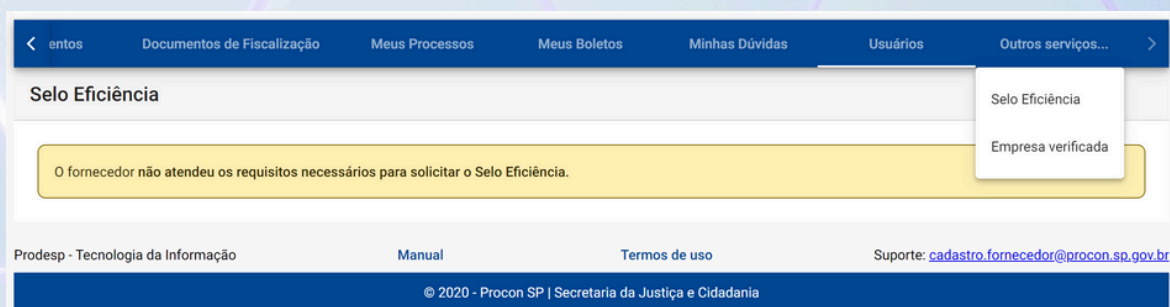 entos Documentos de Fiscalização Meus Processos Meus Boletos Minhas Dúvidas Usuários Outros serviços...
Selo Eficiência
Selo Eficiência
Empresa verificada
O fornecedor não atendeu os requisitos necessários para solicitar o Selo Eficiência.
Prodesp - Tecnologia da Informação Manual Termos de uso Suporte: cadastro.fornecedor@procon.sp.gov.br
© 2020 - Procon SP | Secretaria da Justiça e Cidadania